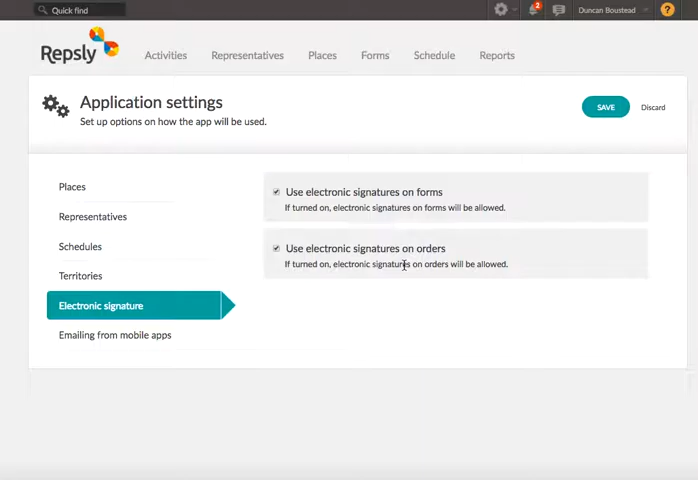 Quick find
2
Duncan Boustead
?
Repsly
Activities
Representatives
Places
Forms
Schedule
Reports
Application settings
Set up options on how the app will be used.
SAVE
Discard
Places
Representatives
Schedules
Territories
Electronic signature
Emailing from mobile apps
Use electronic signatures on forms
If turned on, electronic signatures on forms will be allowed.
Use electronic signatures on orders
If turned on, electronic signatures on orders will be allowed.